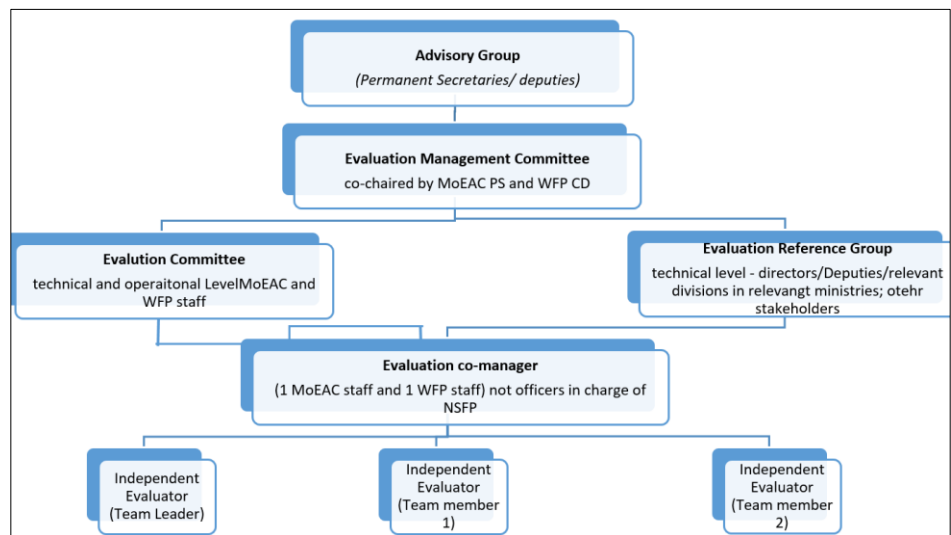 Advisory Group
(Permanent Secretaries/ deputies)
Evaluation Management Committee
co-chaired by MoEAC PS and WFP CD
Evalution Committee
technical and operaitonal LevelMoEAC and
WFP staff
Evaluation Reference Group
technical level - directors/Deputies/relevant
divisions in relevangt ministries; otehr
stakeholders
Evaluation co-manager
(1 MoEAC staff and 1 WFP staff) not officers in charge of
NSFP
Independent
Evaluator
(Team Leader)
Independent
Evaluator
(Team member
1)
Independent
Evaluator
(Team member
2)